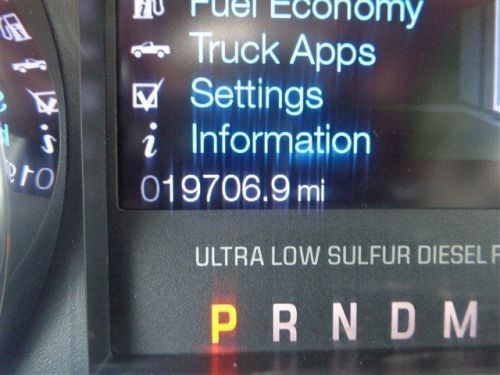 Fuel Economy
Truck Apps
Settings
Information
019706.9 mi
ULTRA LOW SULFUR DIESEL F
P R N D M